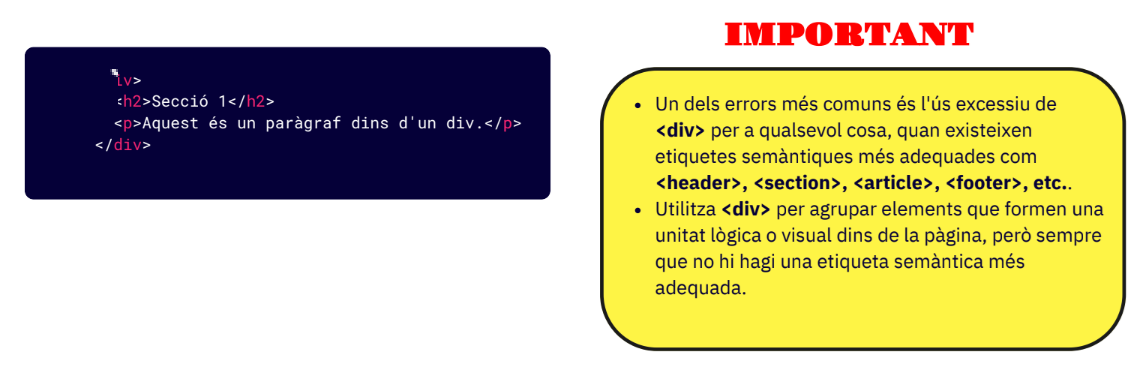 iv>
<h2>Secció 1</h2>
<p>Aquest és un paràgraf dins d'un div.</p>
</div>
IMPORTANT
• Un dels errors més comuns és l'ús excessiu de
<div> per a qualsevol cosa, quan existeixen
etiquetes semàntiques més adequades com
<header>, <section>, <article>, <footer>, etc..
• Utilitza <div> per agrupar elements que formen una
unitat lògica o visual dins de la pàgina, però sempre
que no hi hagi una etiqueta semàntica més
adequada.